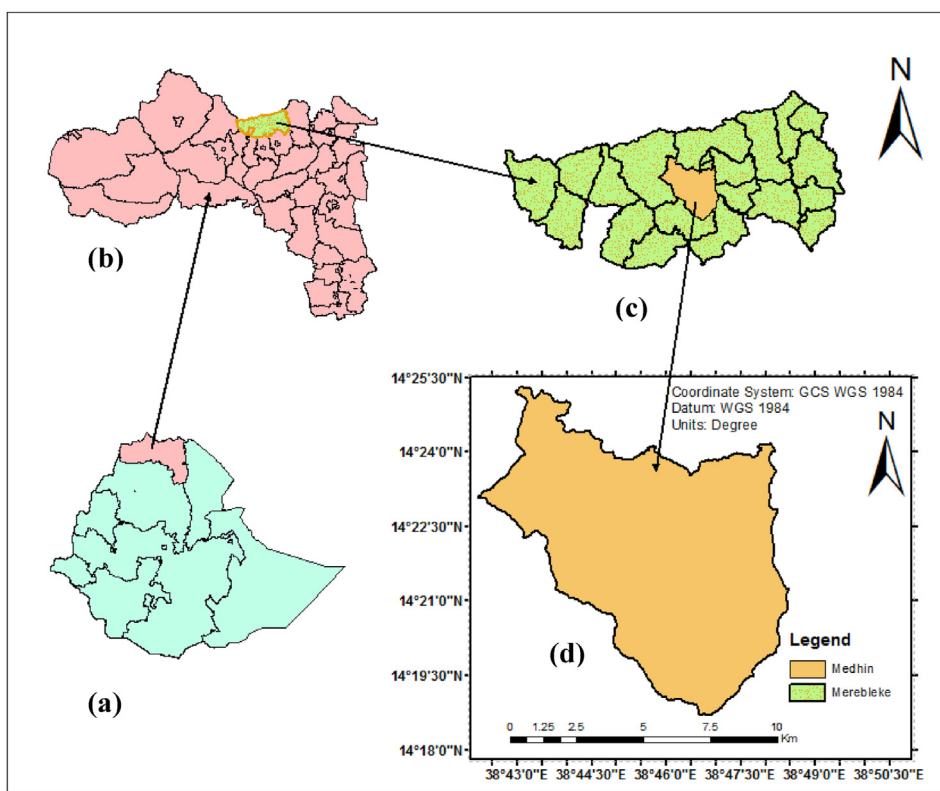 N
(b)
(c)
14°25'30"N
Coordinate System: GCS WGS 1984
Datum: WGS 1984
Units: Degree
N
14°24'0"N
14°22'30"N
14°21'0"N
Legend
(d)
Medhin
14°19'30"N
Merebleke
(a)
0 1.25 2.5 5 7.5 10
Km
14°18'0"N
38°43'0"E 38°44'30"E 38°46'0"E 38°47'30"E 38°49'0"E 38°50'30"E